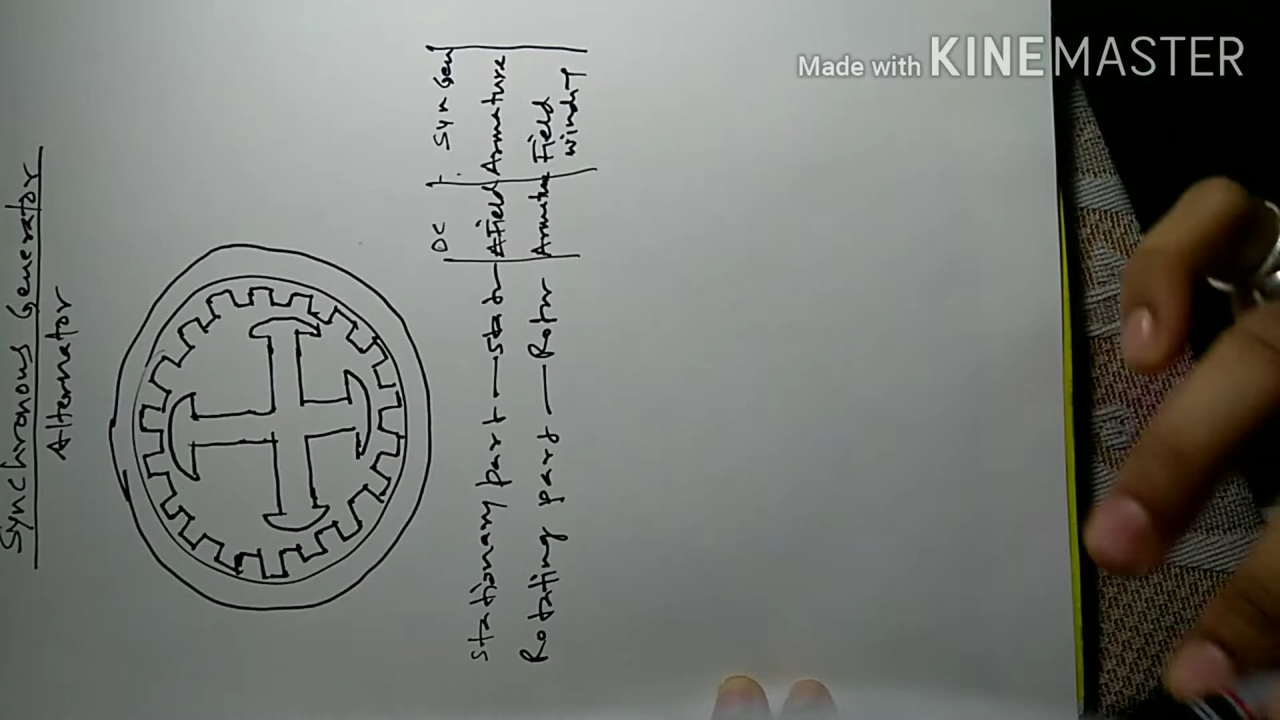 Synchronous Generator
Alternator
DC Syn Gen
Stationary part — Stator Field Armature
Rotating part — Rotor Armature Field
winding
Made with KINEMASTER